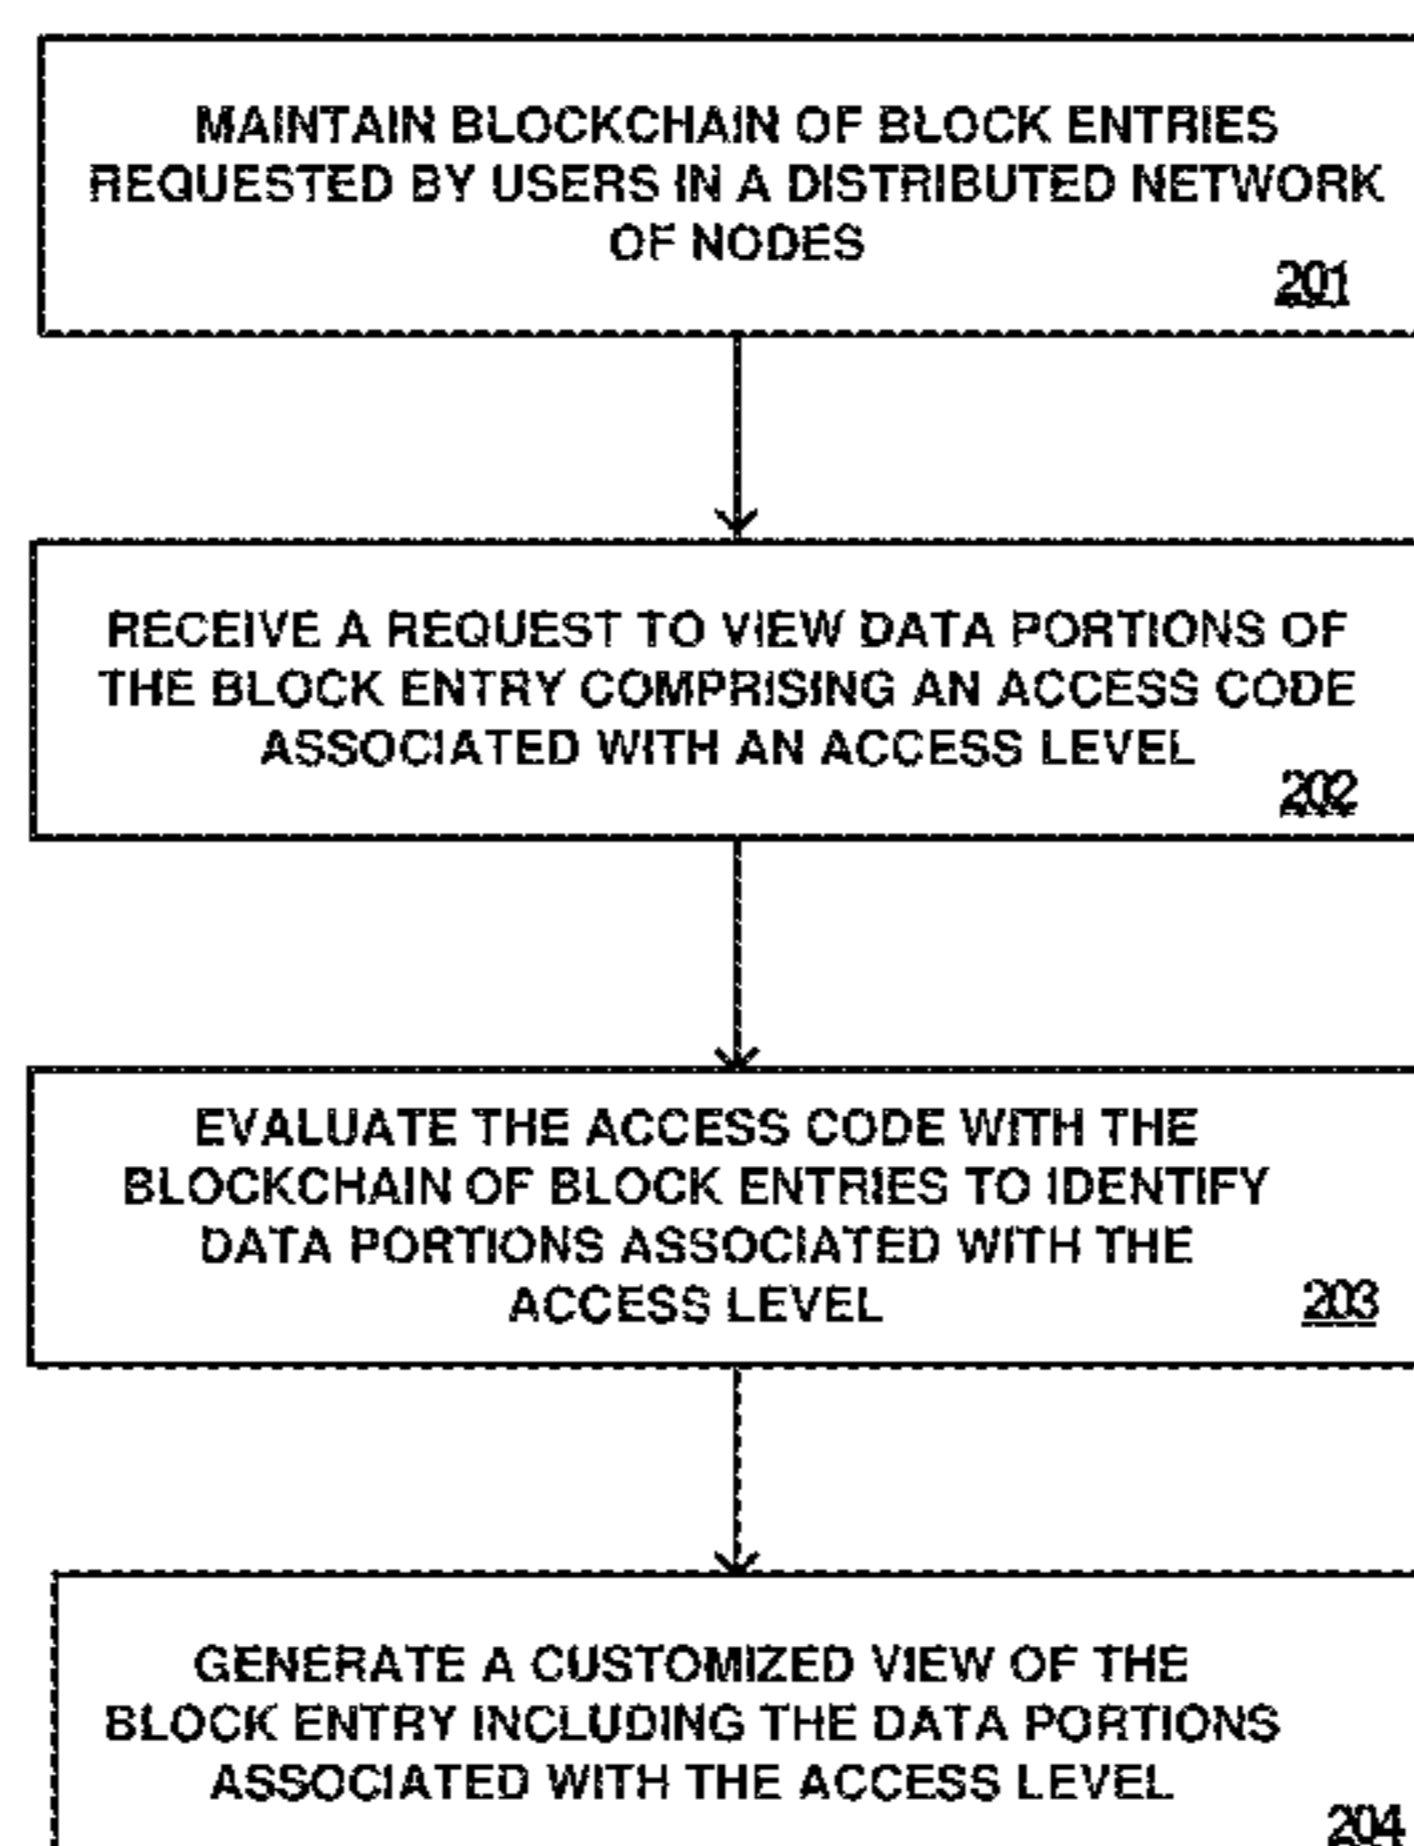 MAINTAIN BLOCKCHAIN OF BLOCK ENTRIES
REQUESTED BY USERS IN A DISTRIBUTED NETWORK
OF NODES
201
RECEIVE A REQUEST TO VIEW DATA PORTIONS OF
THE BLOCK ENTRY COMPRISING AN ACCESS CODE
ASSOCIATED WITH AN ACCESS LEVEL
202
EVALUATE THE ACCESS CODE WITH THE
BLOCKCHAIN OF BLOCK ENTRIES TO IDENTIFY
DATA PORTIONS ASSOCIATED WITH THE
ACCESS LEVEL
203
GENERATE A CUSTOMIZED VIEW OF THE
BLOCK ENTRY INCLUDING THE DATA PORTIONS
ASSOCIATED WITH THE ACCESS LEVEL
204